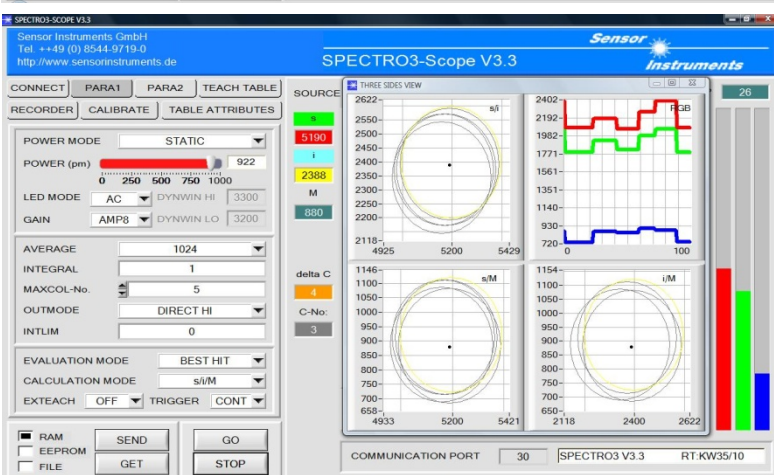 SPECTRO3-SCOPE V3.3
Sensor Instruments GmbH
Tel. ++49 (0) 8544-9719-0
http://www.sensorinstruments.de
SPECTRO3-Scope V3.3
Sensor
Instruments
CONNECT PARA1 PARA2 TEACH TABLE
RECORDER CALIBRATE TABLE ATTRIBUTES
POWER MODE STATIC
POWER (pm) 922
0 250 500 750 1000
LED MODE AC DYNWIN HI 3300
GAIN AMP8 DYNWIN LO 3200
AVERAGE 1024
INTEGRAL 1
MAXCOL-No. 5
OUTMODE DIRECT HI
INTLIM 0
EVALUATION MODE BEST HIT
CALCULATION MODE s/i/M
EXTEACH OFF TRIGGER CONT
RAM
EEPROM
FILE
SEND GO
GET STOP
SOURCE
s
5190
i
2388
M
880
delta C
4
C-No:
3
THREE SIDES VIEW
26
s/i
2622
2550
2500
2450
2400
2350
2300
2250
2200
2118
4925 5200 5429
RGB
2402
2192
1982
1771
1561
1351
1140
930
720
0 100
s/M
1146
1100
1050
1000
950
900
850
800
750
700
658
4933 5200 5421
i/M
1154
1100
1050
1000
950
900
850
800
750
700
650
2118 2400 2622
COMMUNICATION PORT 30 SPECTRO3 V3.3 RT:KW35/10